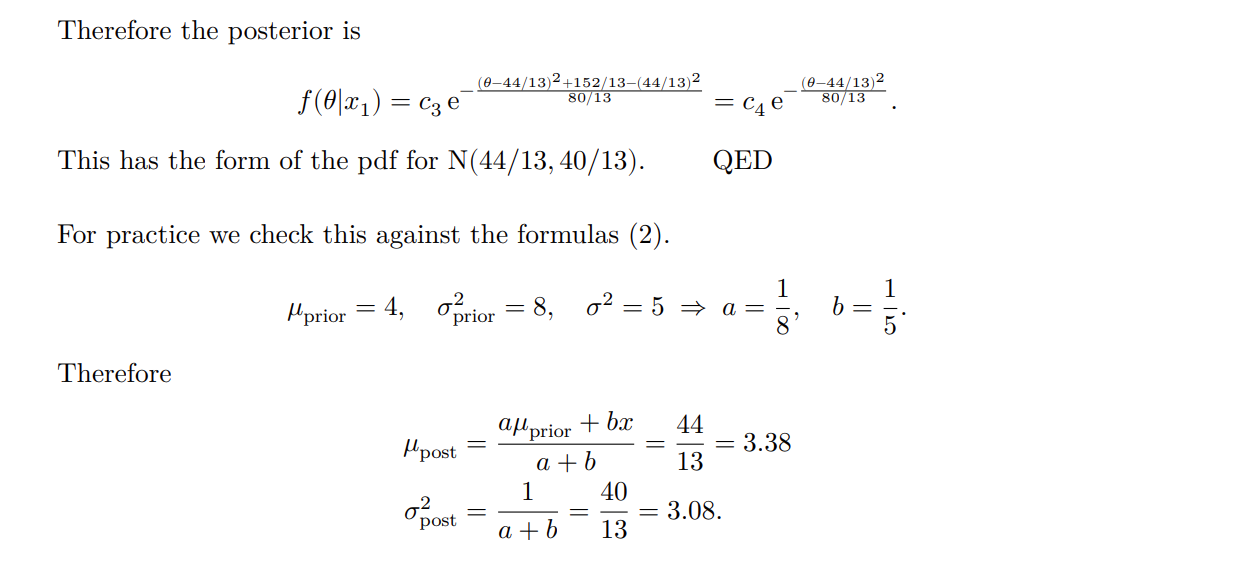 Therefore the posterior is
f(θ|x₁) = c₃ e^{−((θ−44/13)²+152/13−(44/13)²)/(80/13)} = c₄ e^{−(θ−44/13)²/(80/13)}.
This has the form of the pdf for N(44/13, 40/13). QED
For practice we check this against the formulas (2).
μ_prior = 4, σ²_prior = 8, σ² = 5 ⇒ a = 1/8, b = 1/5.
Therefore
μ_post = (aμ_prior + bx)/(a + b) = 44/13 = 3.38
σ²_post = 1/(a + b) = 40/13 = 3.08.